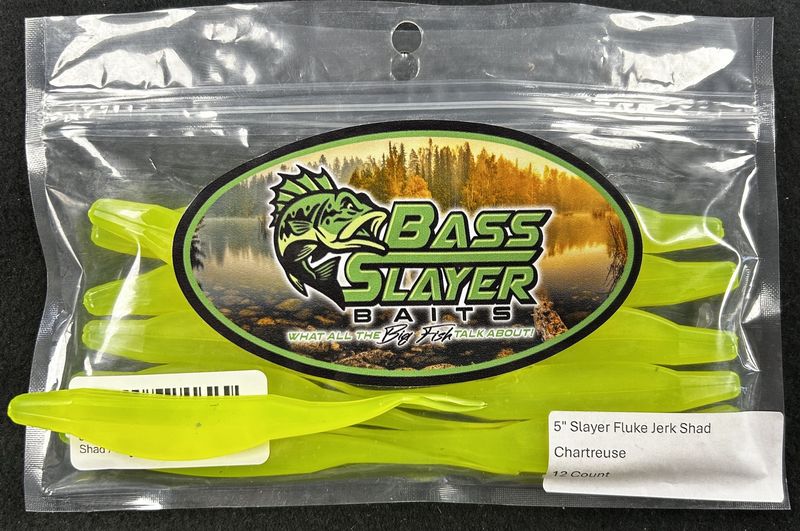 BASS
SLAYER
BAITS
WHAT ALL THE Big Fish TALK ABOUT!
5" Slayer Fluke Jerk Shad
Chartreuse
12 Count
Shad